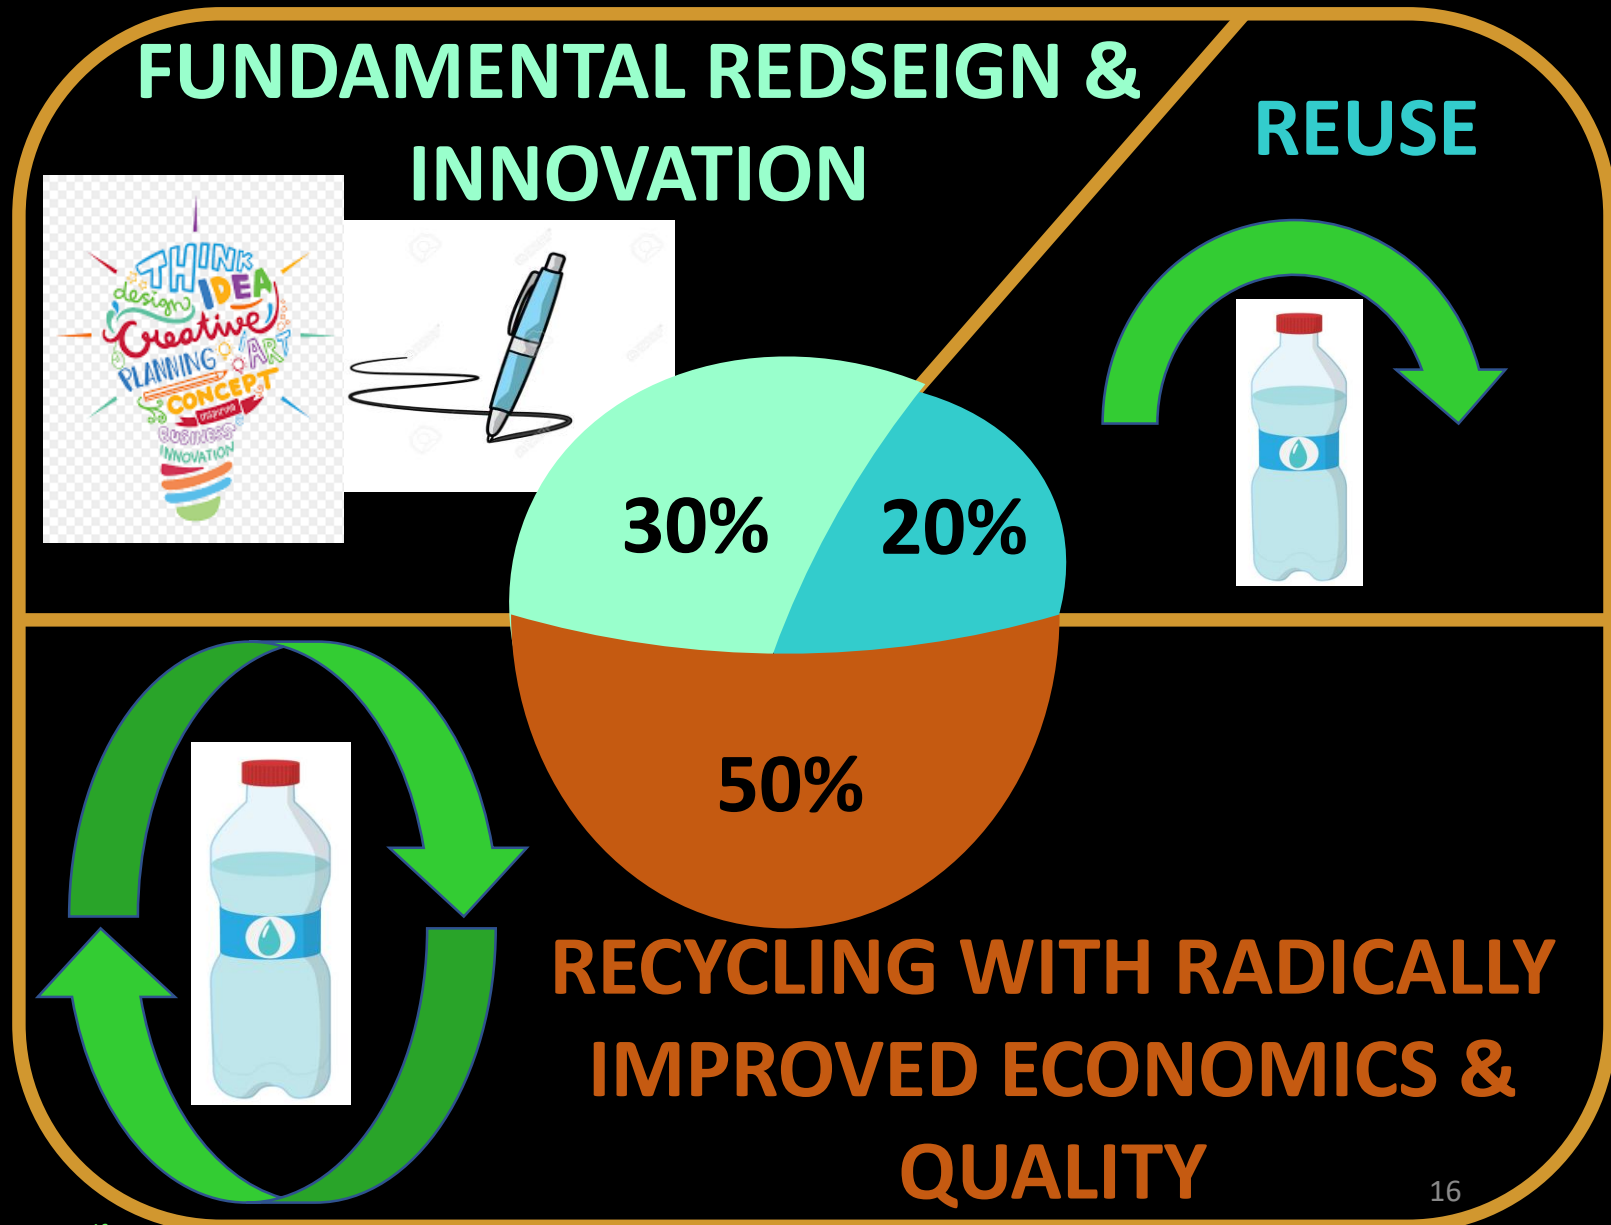 FUNDAMENTAL REDSEIGN &
INNOVATION
REUSE
THINK
design IDEA
Creative
PLANNING ART
CONCEPT
BUSINESS
INNOVATION
30%
20%
50%
RECYCLING WITH RADICALLY
IMPROVED ECONOMICS &
QUALITY
16